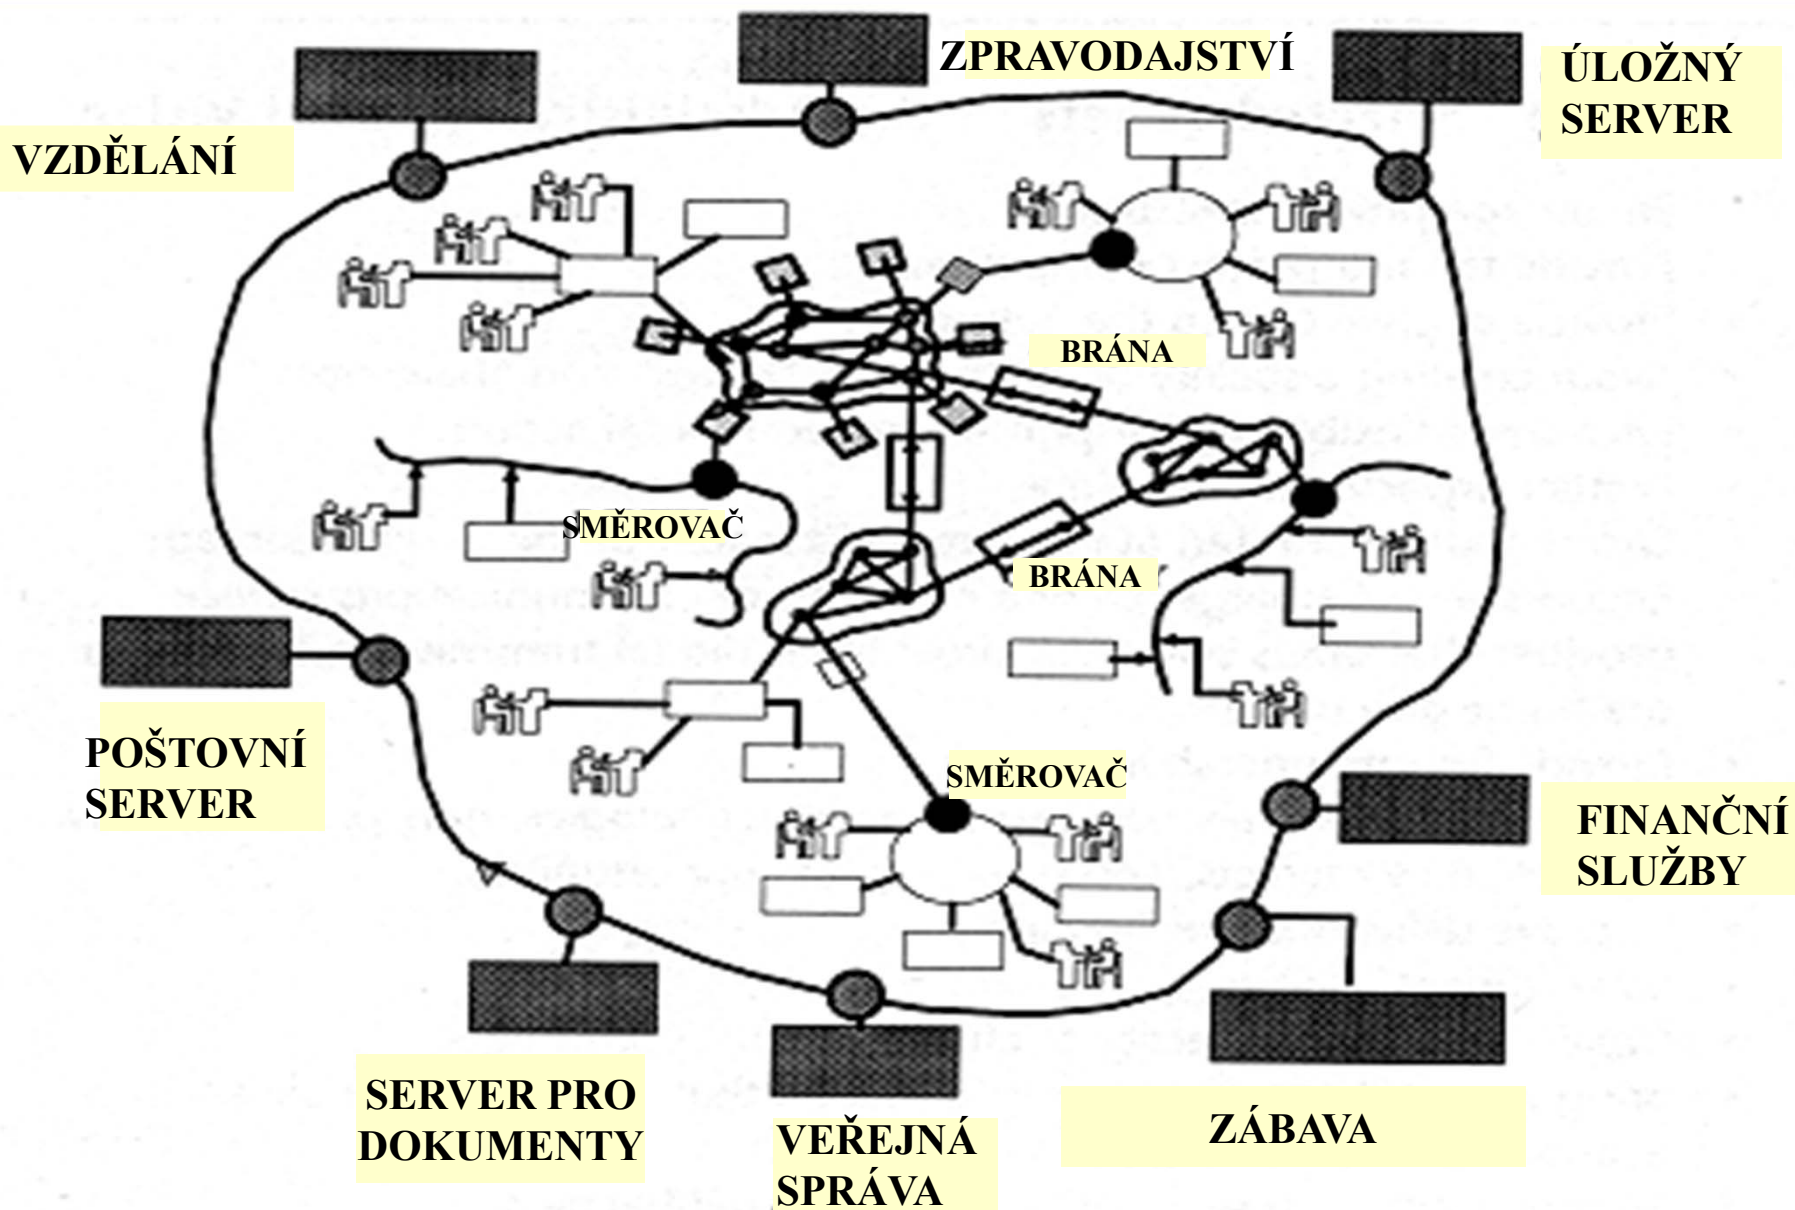 ZPRAVODAJSTVÍ
ÚLOŽNÝ
SERVER
VZDĚLÁNÍ
BRÁNA
SMĚROVAČ
BRÁNA
POŠTOVNÍ
SERVER
SMĚROVAČ
FINANČNÍ
SLUŽBY
SERVER PRO
DOKUMENTY
VEŘEJNÁ
SPRÁVA
ZÁBAVA